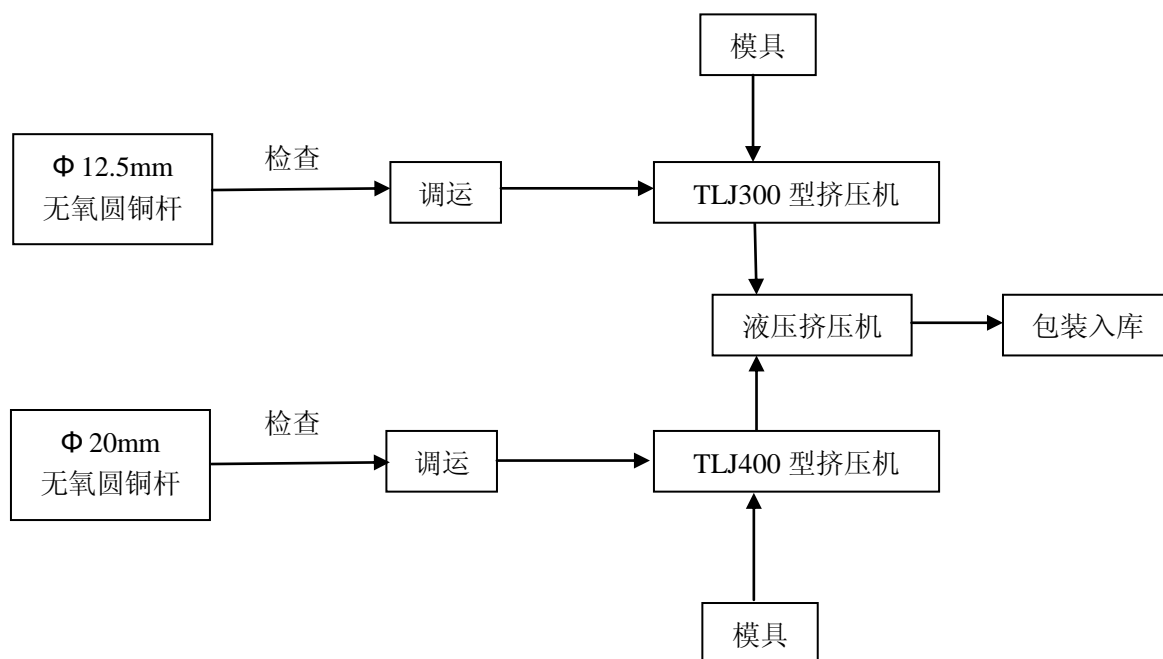 模具
Φ 12.5mm
无氧圆铜杆
检查
调运
TLJ300 型挤压机
液压挤压机
包装入库
Φ 20mm
无氧圆铜杆
检查
调运
TLJ400 型挤压机
模具